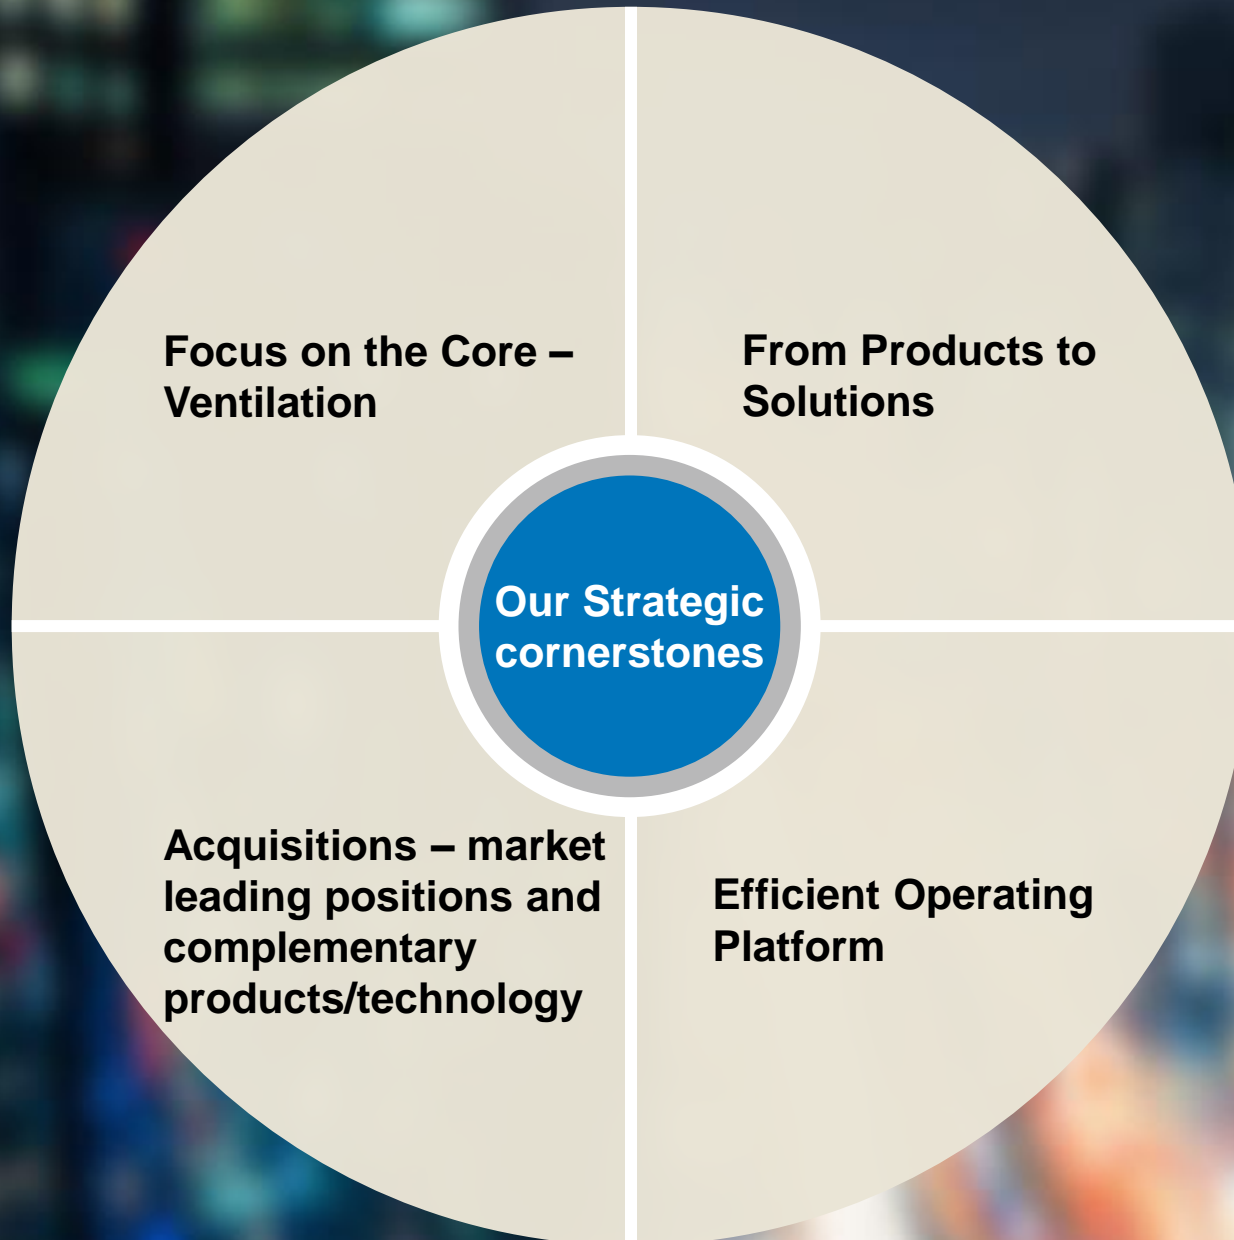 Focus on the Core –
Ventilation
From Products to
Solutions
Our Strategic
cornerstones
Acquisitions – market
leading positions and
complementary
products/technology
Efficient Operating
Platform